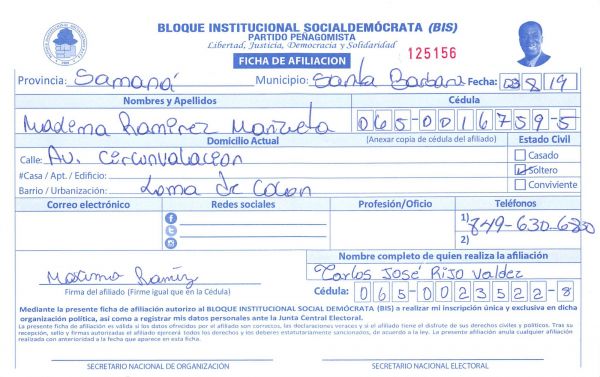 BLOQUE INSTITUCIONAL SOCIALDEMÓCRATA (BIS)
PARTIDO PEÑAGOMISTA
Libertad, Justicia, Democracia y Solidaridad
FICHA DE AFILIACION
125156
Provincia: Samaná Municipio: Santa Barbara Fecha: 03 8 19
Nombres y Apellidos Cédula
Madema Ramirez Manzueta 065-0016759-5
Domicilio Actual (Anexar copia de cédula del afiliado) Estado Civil
Calle: Av. Circunvalacion
Casado
#Casa / Apt. / Edificio:
Soltero
Barrio / Urbanización: Loma de Colon
Conviviente
Correo electrónico Redes sociales Profesión/Oficio Teléfonos
1) 849-630-6820
2)
Nombre completo de quien realiza la afiliación
Ramirez
Carlos José Rijo Valdez
Firma del afiliado (Firme igual que en la Cédula)
Cédula: 065-0023522-8
Mediante la presente ficha de afiliación autorizo al BLOQUE INSTITUCIONAL SOCIAL DEMÓCRATA (BIS) a realizar mi inscripción única y exclusiva en dicha
organización política, así como a registrar mis datos personales ante la Junta Central Electoral.
La presente ficha de afiliación es válida si los datos ofrecidos por el afiliado son correctos, las declaraciones veraces y si el afiliado tiene el disfrute de sus derechos civiles y políticos. Tras su
recepción, sello y firmas autorizadas el afiliado ejercerá todos los derechos y los deberes estatutariamente sancionados, de acuerdo a la ley. La presente afiliación anula cualquier afiliación
realizada con anterioridad a la fecha que aparece en esta ficha.
SECRETARIO NACIONAL DE ORGANIZACIÓN SECRETARIO NACIONAL ELECTORAL